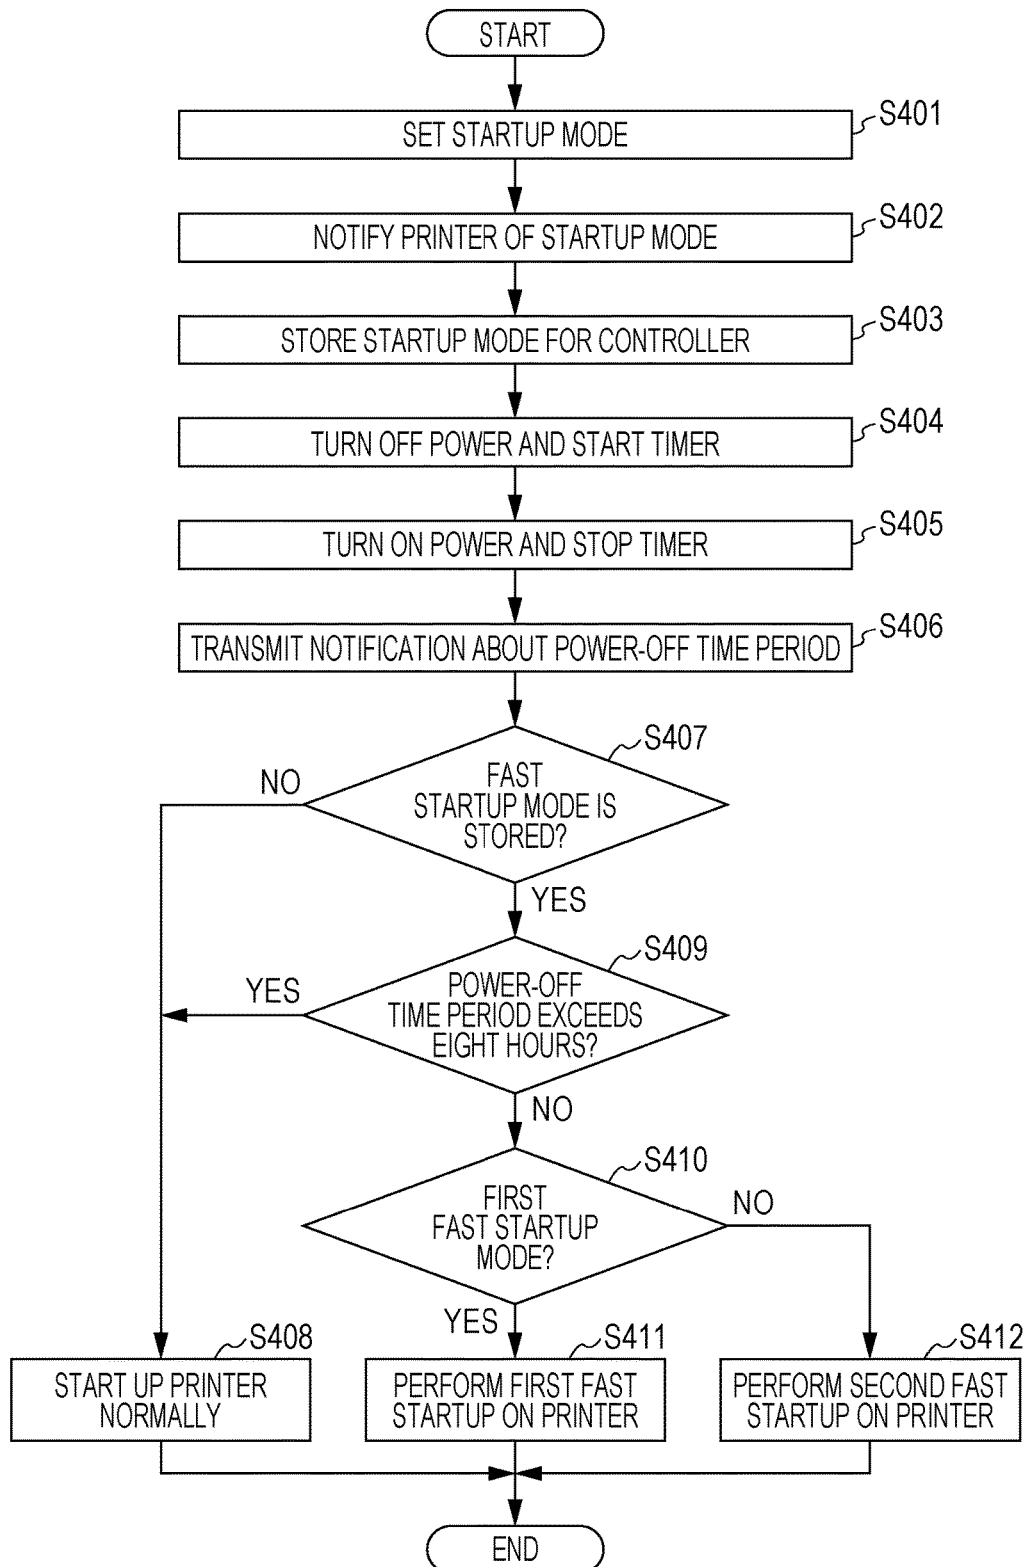 START
S401
SET STARTUP MODE
S402
NOTIFY PRINTER OF STARTUP MODE
S403
STORE STARTUP MODE FOR CONTROLLER
S404
TURN OFF POWER AND START TIMER
S405
TURN ON POWER AND STOP TIMER
S406
TRANSMIT NOTIFICATION ABOUT POWER-OFF TIME PERIOD
S407
NO
FAST
STARTUP MODE IS
STORED?
YES
S409
YES
POWER-OFF
TIME PERIOD EXCEEDS
EIGHT HOURS?
NO
S410
FIRST
FAST STARTUP
MODE?
NO
YES
S408
START UP PRINTER
NORMALLY
S411
PERFORM FIRST FAST
STARTUP ON PRINTER
S412
PERFORM SECOND FAST
STARTUP ON PRINTER
END